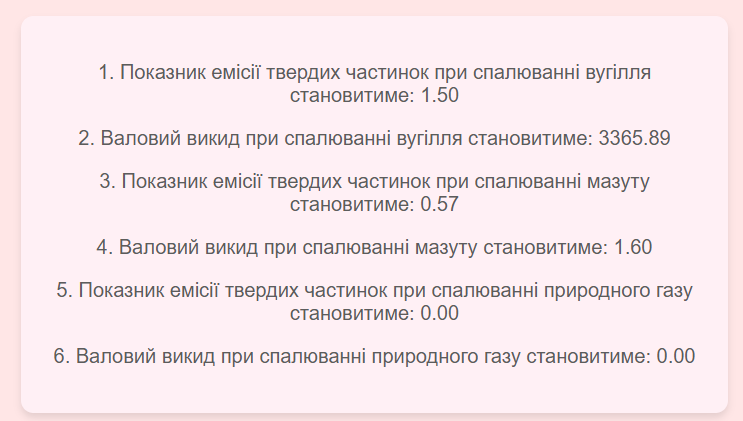 1. Показник емісії твердих частинок при спалюванні вугілля
становитиме: 1.50
2. Валовий викид при спалюванні вугілля становитиме: 3365.89
3. Показник емісії твердих частинок при спалюванні мазуту
становитиме: 0.57
4. Валовий викид при спалюванні мазуту становитиме: 1.60
5. Показник емісії твердих частинок при спалюванні природного газу
становитиме: 0.00
6. Валовий викид при спалюванні природного газу становитиме: 0.00